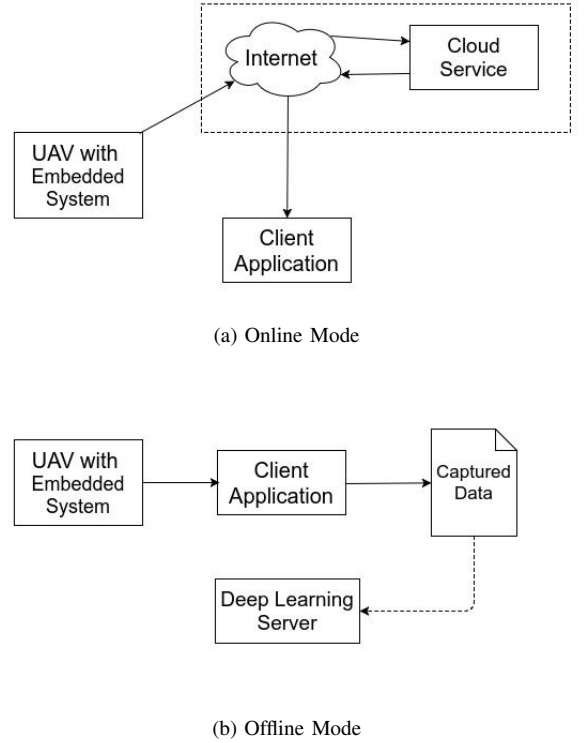 Internet
Cloud
Service
UAV with
Embedded
System
Client
Application
(a) Online Mode
UAV with
Embedded
System
Client
Application
Captured
Data
Deep Learning
Server
(b) Offline Mode